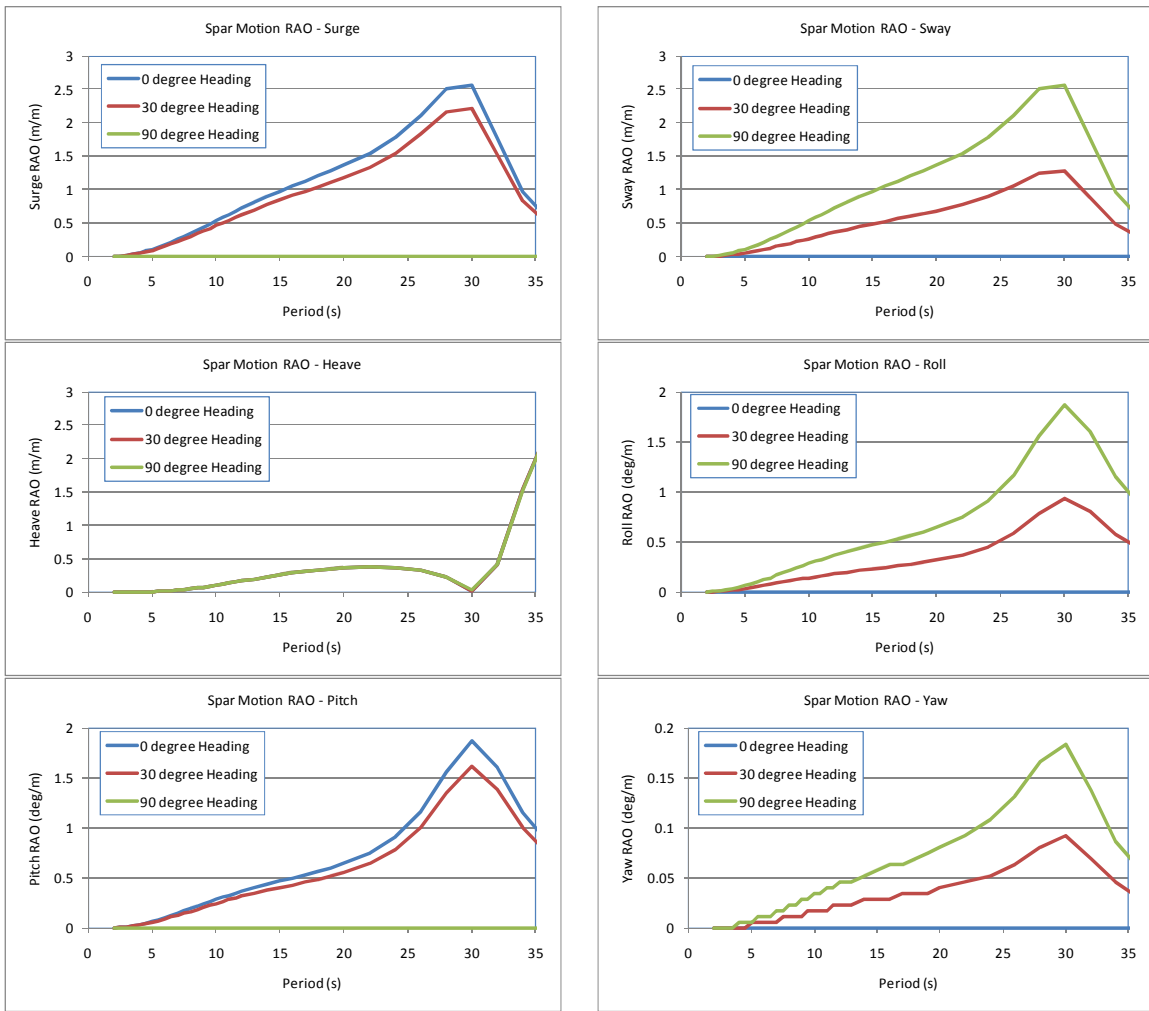 Spar Motion RAO - Surge
Surge RAO (m/m)
3
2.5
2
1.5
1
0.5
0
0 degree Heading
30 degree Heading
90 degree Heading
0 5 10 15 20 25 30 35
Period (s)
Spar Motion RAO - Sway
Sway RAO (m/m)
3
2.5
2
1.5
1
0.5
0
0 degree Heading
30 degree Heading
90 degree Heading
0 5 10 15 20 25 30 35
Period (s)
Spar Motion RAO - Heave
Heave RAO (m/m)
3
2.5
2
1.5
1
0.5
0
0 degree Heading
30 degree Heading
90 degree Heading
0 5 10 15 20 25 30 35
Period (s)
Spar Motion RAO - Roll
Roll RAO (deg/m)
2
1.5
1
0.5
0
0 degree Heading
30 degree Heading
90 degree Heading
0 5 10 15 20 25 30 35
Period (s)
Spar Motion RAO - Pitch
Pitch RAO (deg/m)
2
1.5
1
0.5
0
0 degree Heading
30 degree Heading
90 degree Heading
0 5 10 15 20 25 30 35
Period (s)
Spar Motion RAO - Yaw
Yaw RAO (deg/m)
0.2
0.15
0.1
0.05
0
0 degree Heading
30 degree Heading
90 degree Heading
0 5 10 15 20 25 30 35
Period (s)